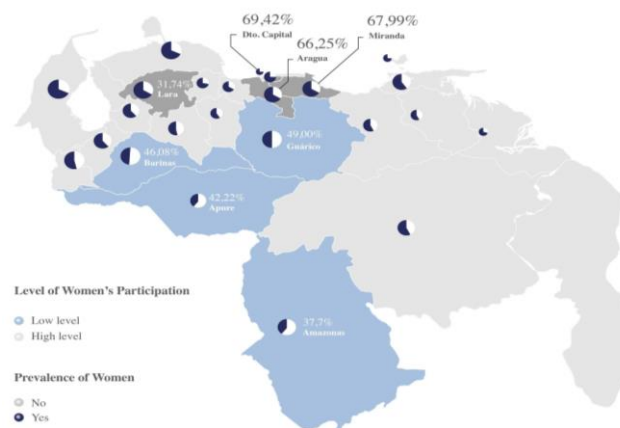 69,42%
Dto. Capital
66,25%
Aragua
67,99%
Miranda
31,74%
Lara
49,00%
Guárico
46,08%
Barinas
42,22%
Apure
37,7%
Amazonas
Level of Women's Participation
Low level
High level
Prevalence of Women
No
Yes